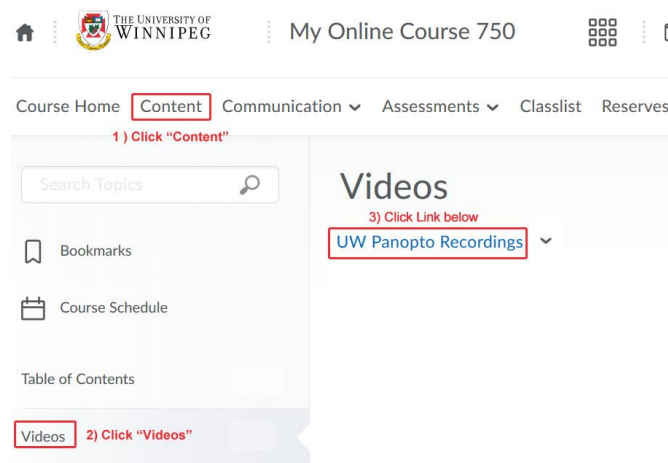 THE UNIVERSITY OF
WINNIPEG
My Online Course 750
Course Home Content Communication Assessments Classlist Reserves
1 ) Click “Content”
Search Topics
Videos
3) Click Link below
UW Panopto Recordings
Bookmarks
Course Schedule
Table of Contents
Videos 2) Click “Videos”